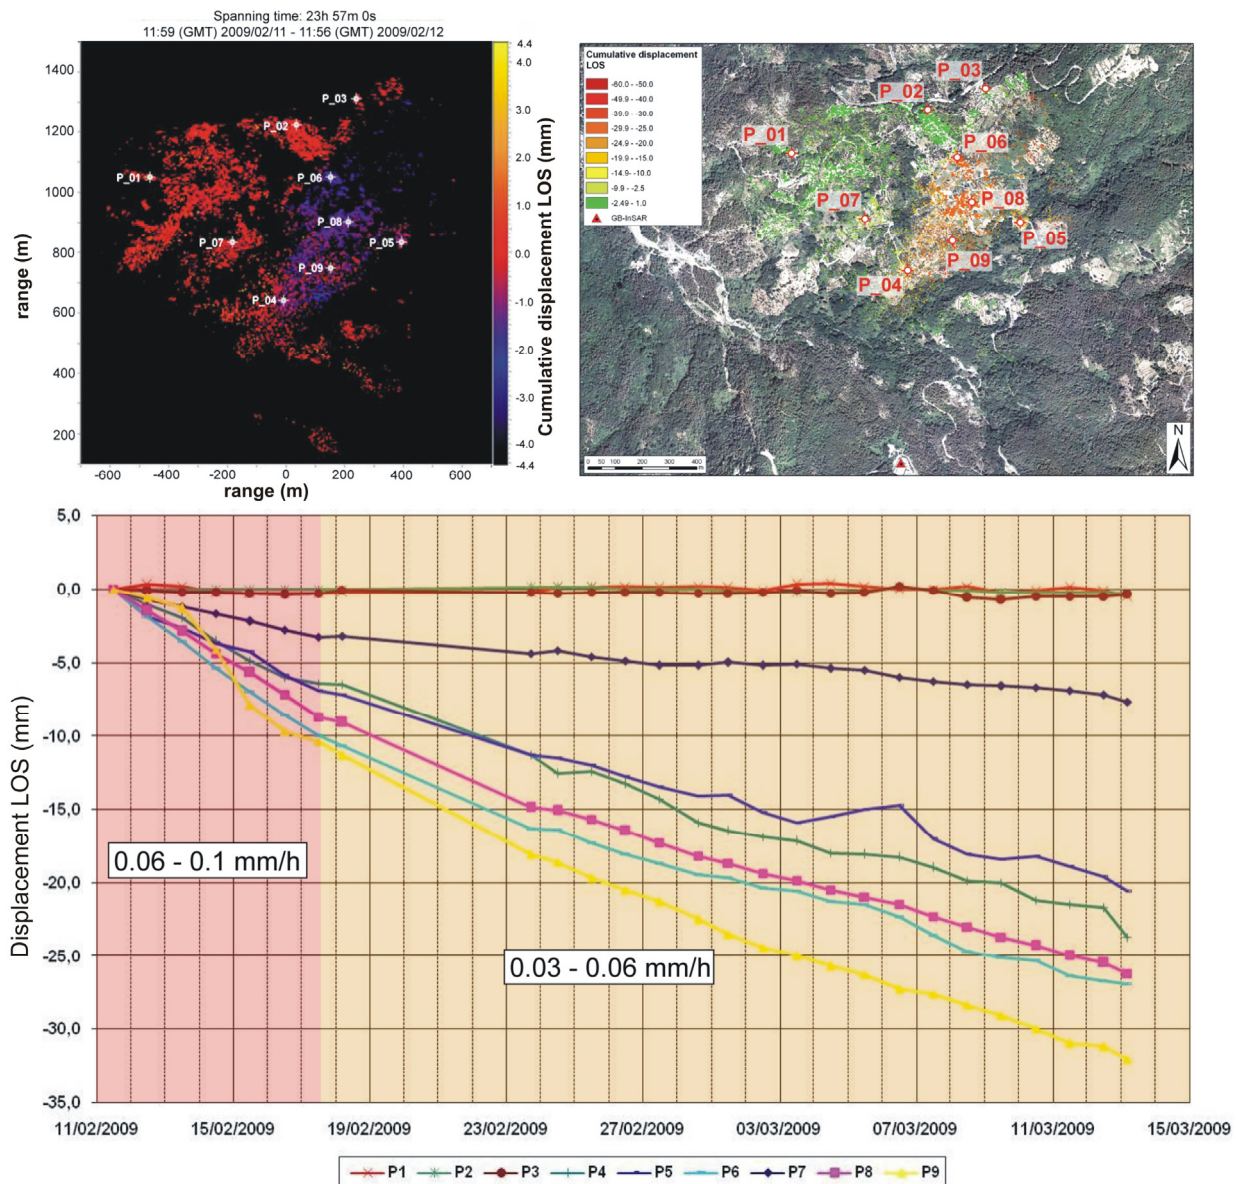 Spanning time: 23h 57m 0s
11:59 (GMT) 2009/02/11 - 11:56 (GMT) 2009/02/12
1400
1200
1000
800
600
400
200
range (m)
-600
-400
-200
0
200
400
600
range (m)
P_03
P_02
P_01
P_06
P_08
P_07
P_05
P_09
P_04
4.4
4.0
2.0
1.0
0.0
-1.0
-2.0
-3.0
-4.0
-4.4
Cumulative displacement LOS (mm)
Cumulative displacement
LOS
-60.0 - -50.0
-49.9 - -40.0
-39.9 - -30.0
-29.9 - -25.0
-24.9 - -20.0
-19.9 - -15.0
-14.9 - -10.0
-9.9 - -2.5
-2.49 - 1.0
GB-InSAR
P_03
P_02
P_01
P_06
P_07
P_08
P_05
P_09
P_04
0 50 100 200 300 400
m
N
Displacement LOS (mm)
5,0
0,0
-5,0
-10,0
-15,0
-20,0
-25,0
-30,0
-35,0
0.06 - 0.1 mm/h
0.03 - 0.06 mm/h
11/02/2009 15/02/2009 19/02/2009 23/02/2009 27/02/2009 03/03/2009 07/03/2009 11/03/2009 15/03/2009
P1 P2 P3 P4 P5 P6 P7 P8 P9